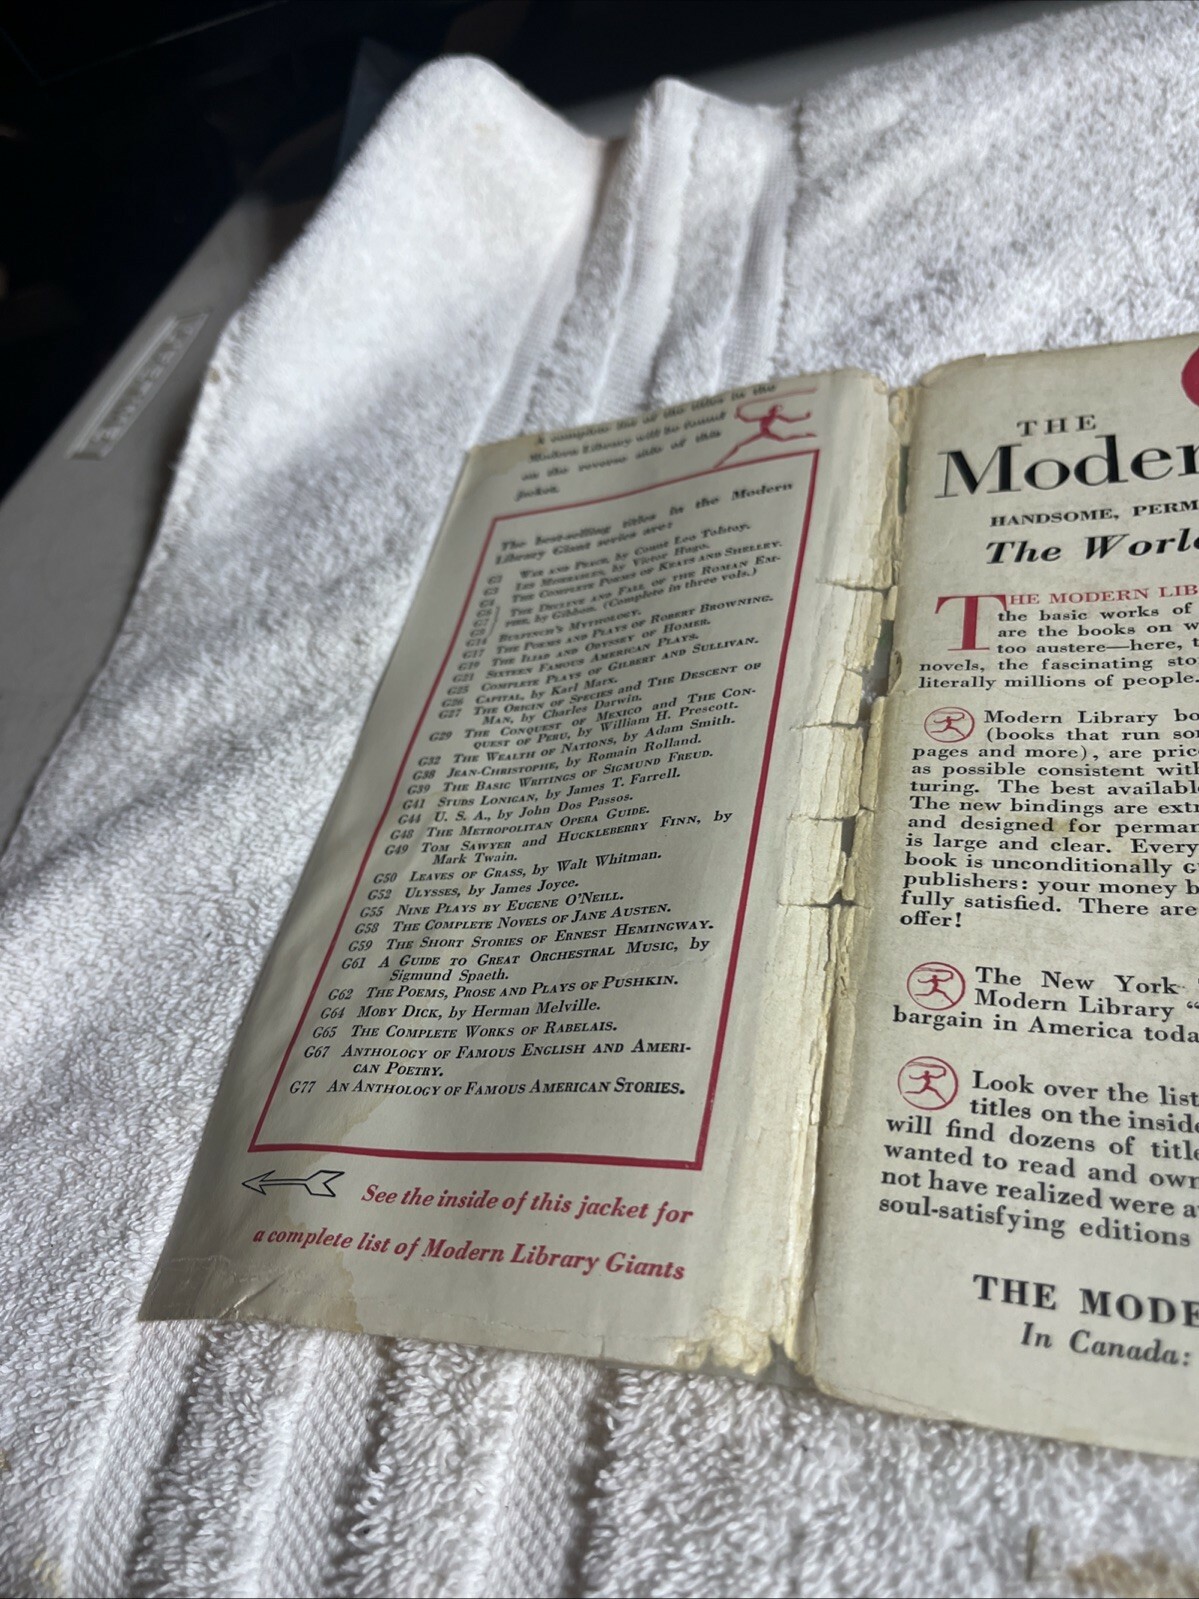 A complete list of the titles in the
Modern Library will be found
on the reverse side of this
jacket.
The best-selling titles in the Modern
Library Giant series are:
G1 WAR AND PEACE, by Count Leo Tolstoy.
LES MISERABLES, by Victor Hugo.
THE COMPLETE POEMS OF KEATS AND SHELLEY.
THE DECLINE AND FALL OF THE ROMAN EM-
PIRE, by Gibbon. (Complete in three vols.)
G14 BULFINCH'S MYTHOLOGY.
G17 THE POEMS AND PLAYS OF ROBERT BROWNING.
G19 THE ILIAD AND ODYSSEY OF HOMER.
G21 SIXTEEN FAMOUS AMERICAN PLAYS.
G25 COMPLETE PLAYS OF GILBERT AND SULLIVAN.
G26 CAPITAL, by Karl Marx.
G27 THE ORIGIN OF SPECIES and THE DESCENT OF
MAN, by Charles Darwin.
G29 THE CONQUEST OF MEXICO and THE CON-
QUEST OF PERU, by William H. Prescott.
G32 THE WEALTH OF NATIONS, by Adam Smith.
G38 JEAN-CHRISTOPHE, by Romain Rolland.
G39 THE BASIC WRITINGS OF SIGMUND FREUD.
G41 STUDS LONIGAN, by James T. Farrell.
G44 U. S. A., by John Dos Passos.
G48 THE METROPOLITAN OPERA GUIDE.
G49 TOM SAWYER and HUCKLEBERRY FINN, by
Mark Twain.
G50 LEAVES OF GRASS, by Walt Whitman.
G52 ULYSSES, by James Joyce.
G55 NINE PLAYS BY EUGENE O'NEILL.
G58 THE COMPLETE NOVELS OF JANE AUSTEN.
G59 THE SHORT STORIES OF ERNEST HEMINGWAY.
G61 A GUIDE TO GREAT ORCHESTRAL MUSIC, by
Sigmund Spaeth.
G62 THE POEMS, PROSE AND PLAYS OF PUSHKIN.
G64 MOBY DICK, by Herman Melville.
G65 THE COMPLETE WORKS OF RABELAIS.
G67 ANTHOLOGY OF FAMOUS ENGLISH AND AMERI-
CAN POETRY.
G77 AN ANTHOLOGY OF FAMOUS AMERICAN STORIES.
See the inside of this jacket for
a complete list of Modern Library Giants
THE
Moder
HANDSOME, PERM
The Worl
THE MODERN LIB
the basic works of
are the books on w
too austere—here, t
novels, the fascinating sto
literally millions of people.
Modern Library bo
(books that run so
pages and more), are pric
as possible consistent with
turing. The best available
The new bindings are extr
and designed for perman
is large and clear. Every
book is unconditionally G
publishers: your money b
fully satisfied. There are
offer!
The New York
Modern Library “
bargain in America toda
Look over the list
titles on the inside
will find dozens of title
wanted to read and own
not have realized were a
soul-satisfying editions
THE MODE
In Canada: